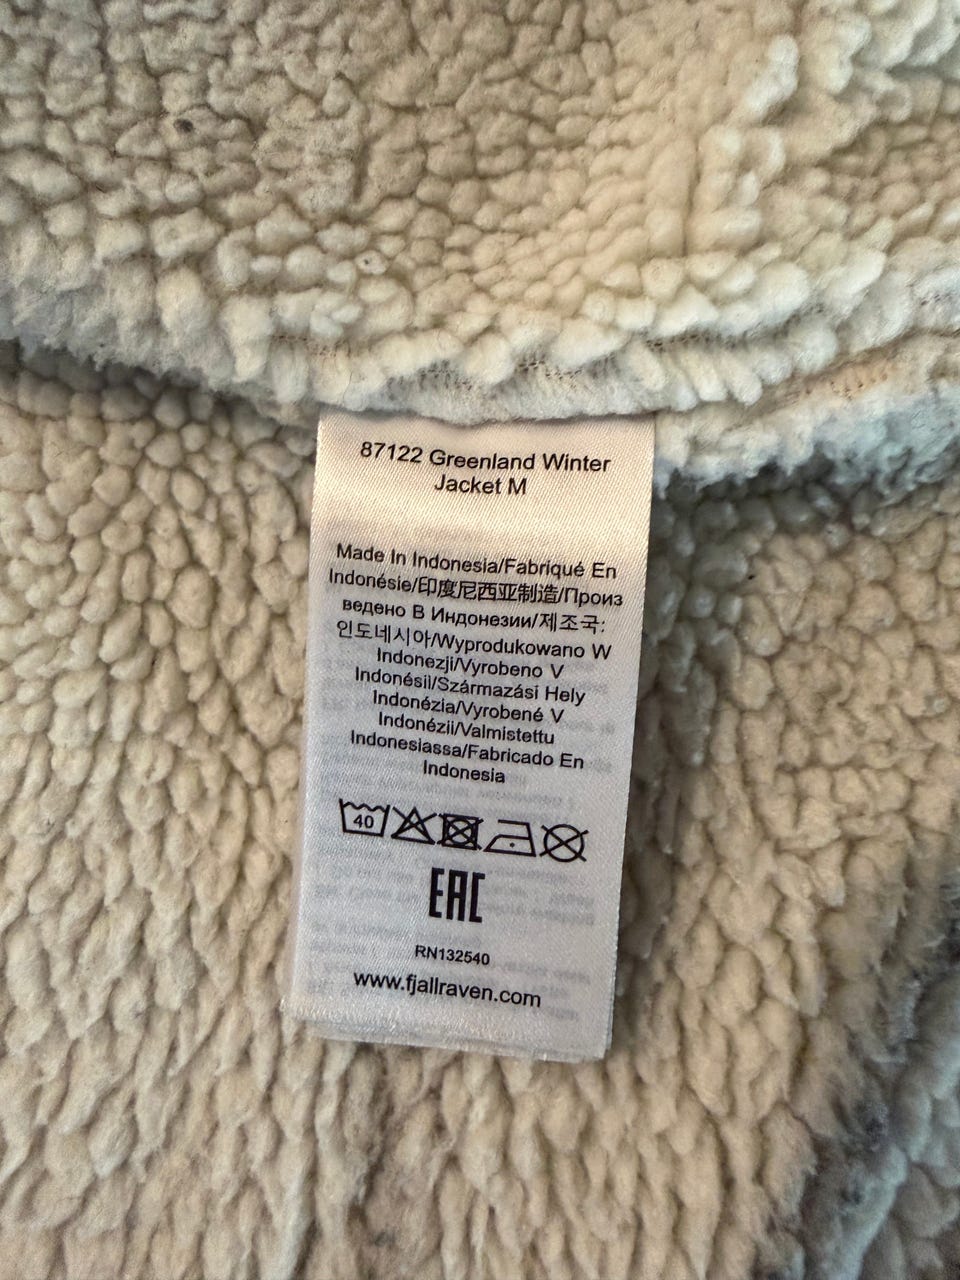 87122 Greenland Winter
Jacket M
Made In Indonesia/Fabriqué En
Indonésie/印度尼西亚制造/Произ
ведено В Индонезии/제조국:
인도네시아/Wyprodukowano W
Indonezji/Vyrobeno V
Indonésii/Származási Hely
Indonézia/Vyrobené V
Indonézii/Valmistettu
Indonesiassa/Fabricado En
Indonesia
40
EAC
RN132540
www.fjallraven.com